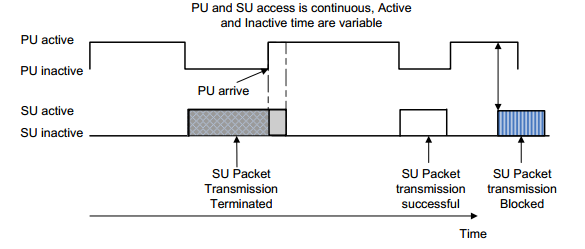 PU and SU access is continuous, Active
and Inactive time are variable
PU active
PU inactive
PU arrive
SU active
SU inactive
SU Packet
Transmission
Terminated
SU Packet
transmission
successful
SU Packet
transmission
Blocked
Time